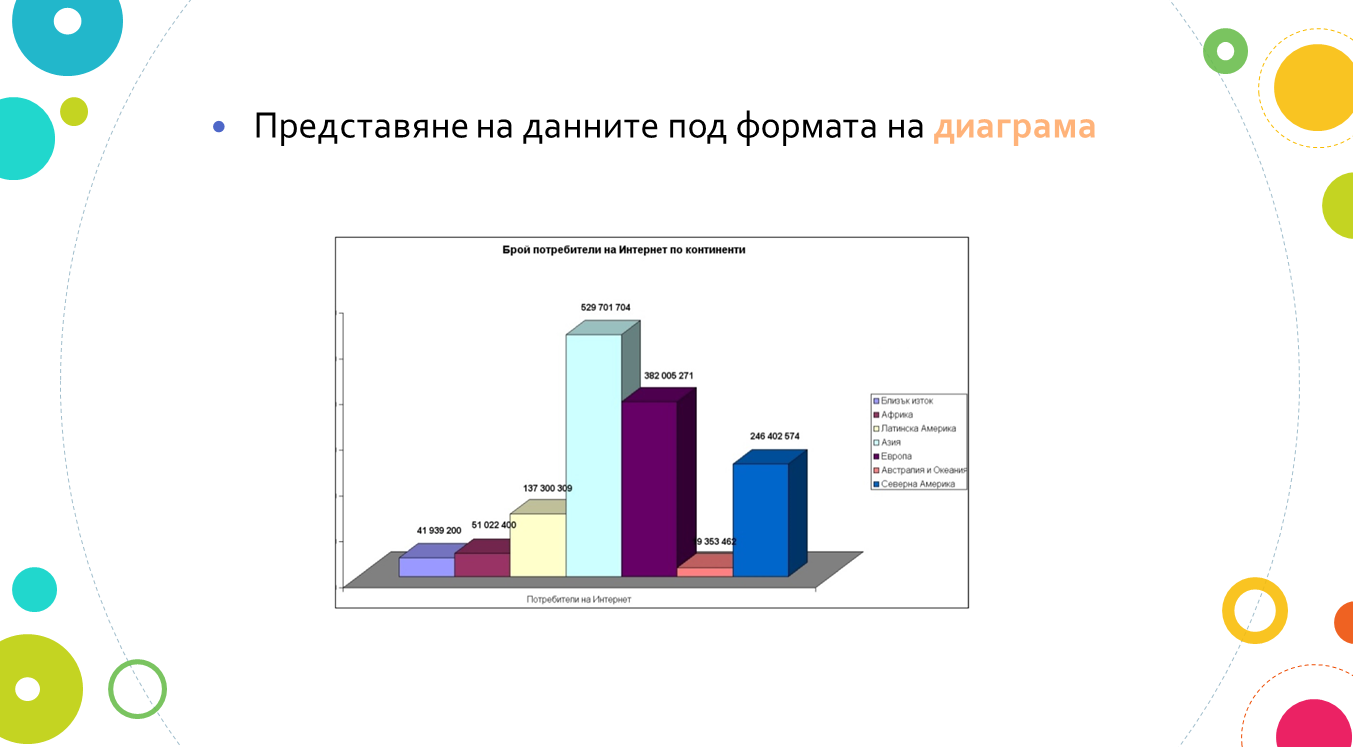 Представяне на данните под формата на диаграма
Брой потребители на Интернет по континенти
529 701 704
382 005 271
246 402 574
137 300 309
51 022 400
41 939 200
353 462
Близък изток
Африка
Латинска Америка
Азия
Европа
Австралия и Океания
Северна Америка
Потребители на Интернет